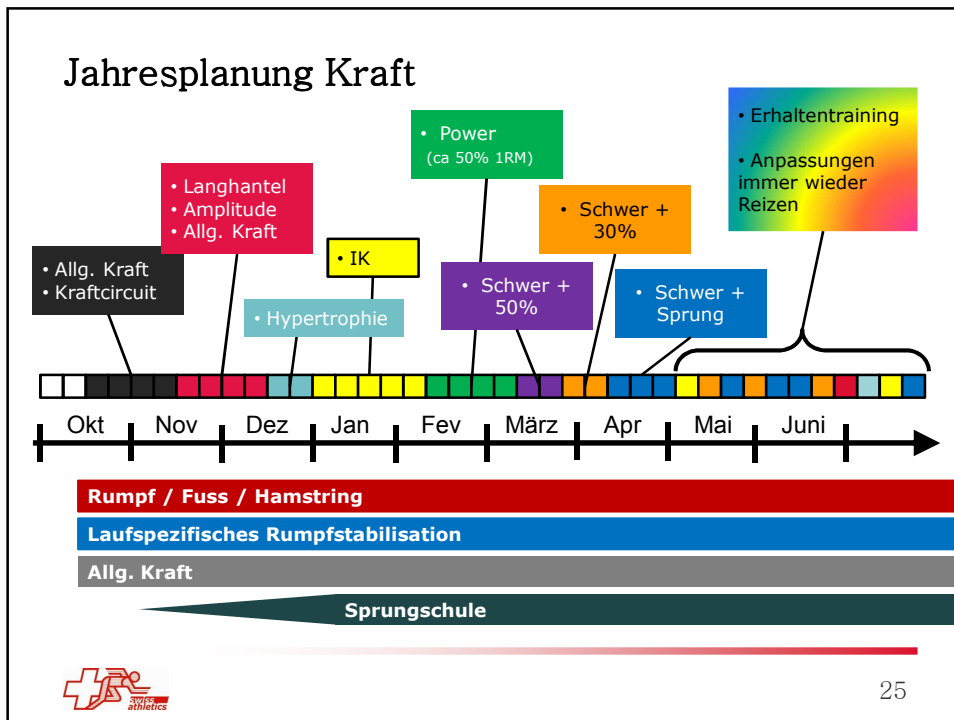 Jahresplanung Kraft
• Erhaltentraining
• Anpassungen
immer wieder
Reizen
• Power
(ca 50% 1RM)
• Langhantel
• Amplitude
• Allg. Kraft
• Schwer +
30%
• IK
• Allg. Kraft
• Kraftcircuit
• Schwer +
50%
• Schwer +
Sprung
• Hypertrophie
Okt Nov Dez Jan Fev März Apr Mai Juni
Rumpf / Fuss / Hamstring
Laufspezifisches Rumpfstabilisation
Allg. Kraft
Sprungschule
swiss
athletics
25